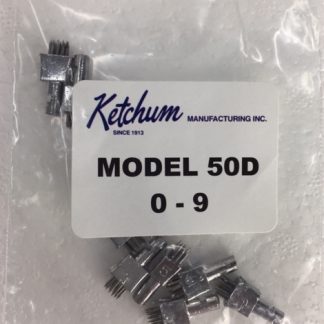 Ketchum MANUFACTURING INC.
SINCE 1913
MODEL 50D
0 - 9